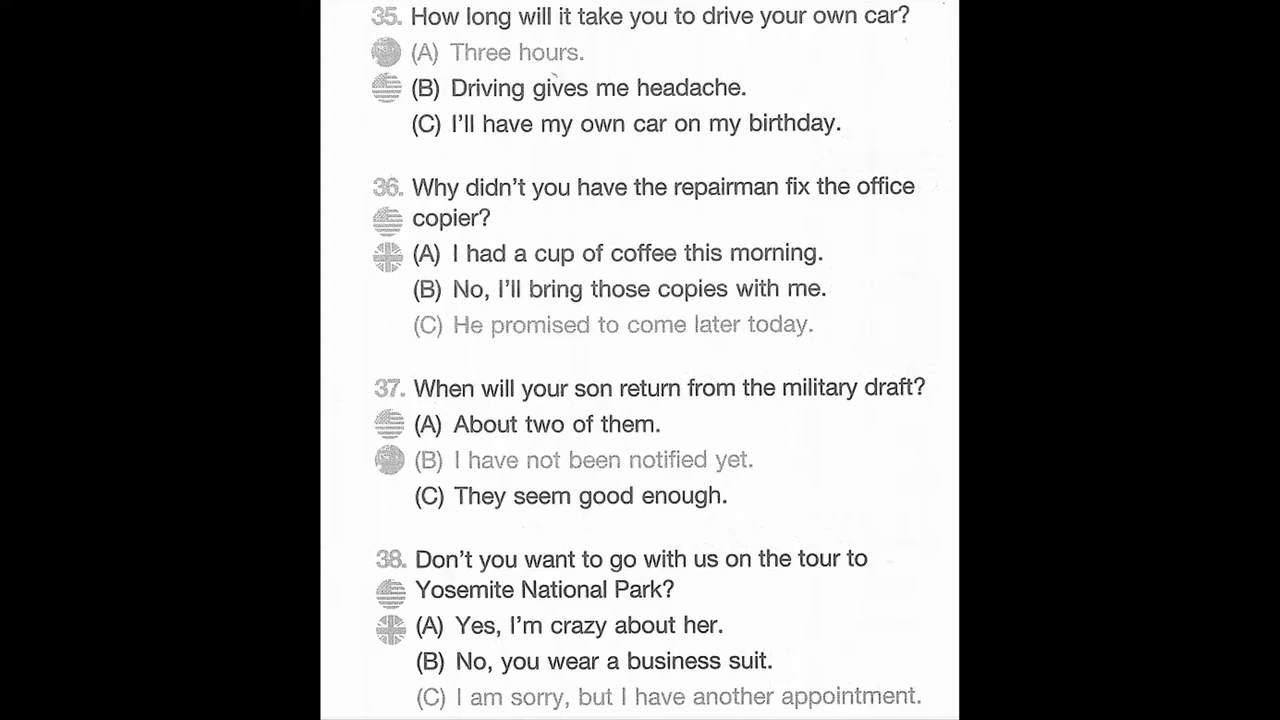 35. How long will it take you to drive your own car?
(A) Three hours.
(B) Driving gives me headache.
(C) I'll have my own car on my birthday.
36. Why didn't you have the repairman fix the office
copier?
(A) I had a cup of coffee this morning.
(B) No, I'll bring those copies with me.
(C) He promised to come later today.
37. When will your son return from the military draft?
(A) About two of them.
(B) I have not been notified yet.
(C) They seem good enough.
38. Don't you want to go with us on the tour to
Yosemite National Park?
(A) Yes, I'm crazy about her.
(B) No, you wear a business suit.
(C) I am sorry, but I have another appointment.